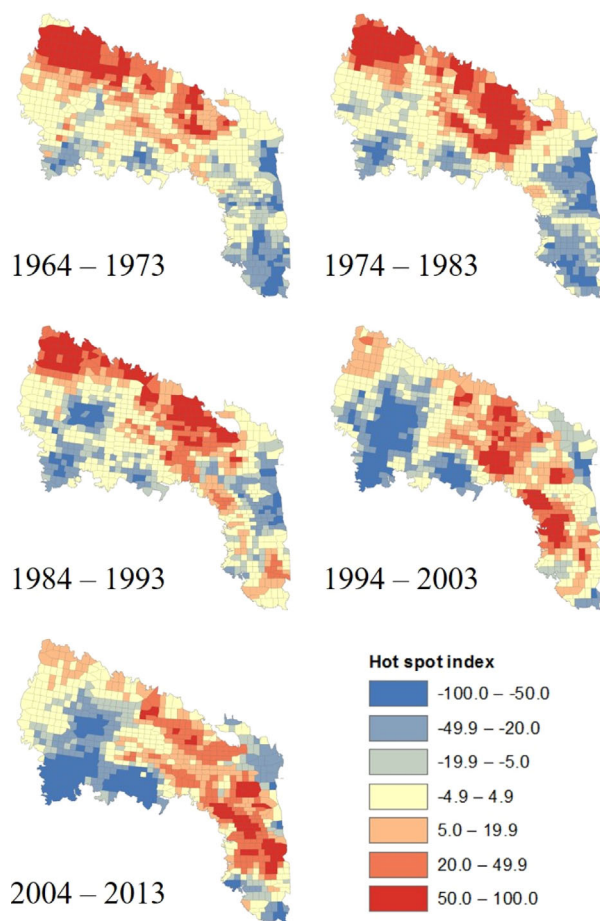 1964 – 1973
1974 – 1983
1984 – 1993
1994 – 2003
2004 – 2013
Hot spot index
-100.0 – -50.0
-49.9 – -20.0
-19.9 – -5.0
-4.9 – 4.9
5.0 – 19.9
20.0 – 49.9
50.0 – 100.0